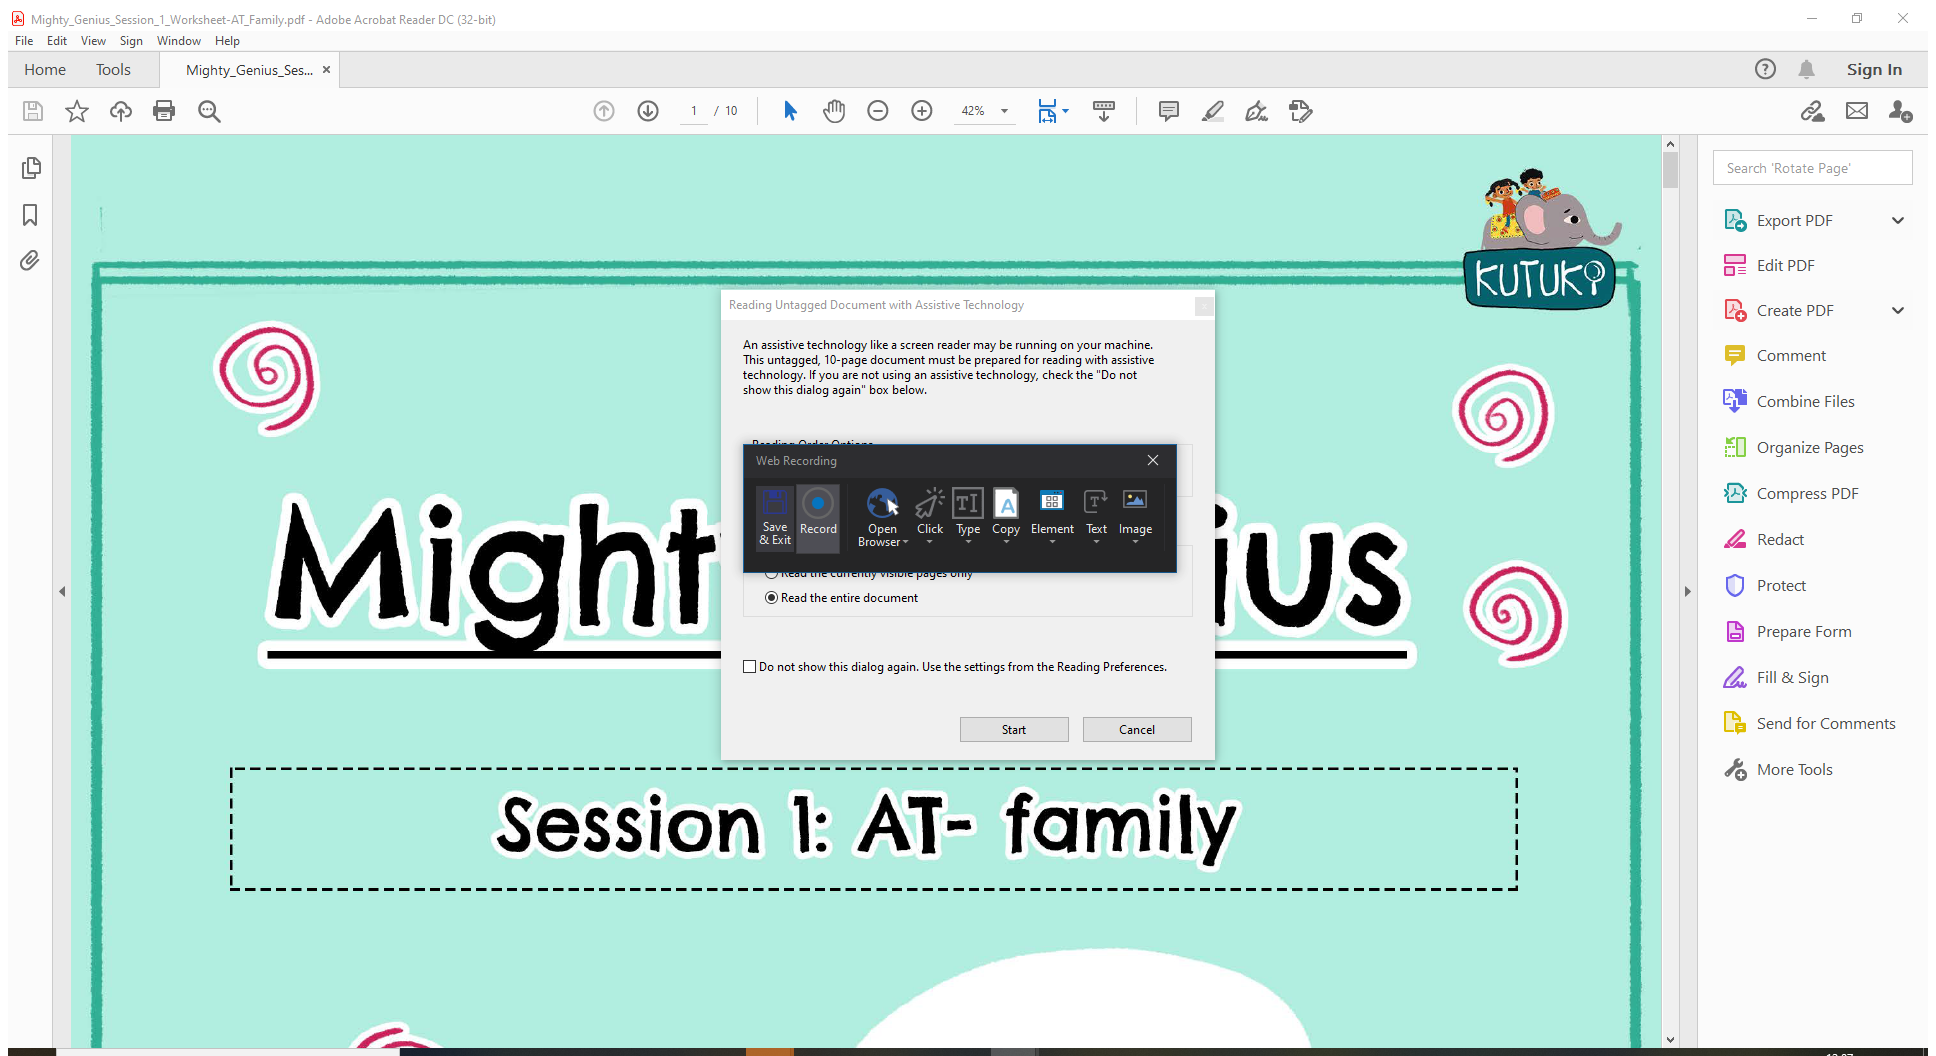 Mighty_Genius_Session_1_Worksheet-AT_Family.pdf - Adobe Acrobat Reader DC (32-bit)
File Edit View Sign Window Help
Home Tools Mighty_Genius_Ses... × Sign In
1 / 10 42%
Search 'Rotate Page'
Export PDF
Edit PDF
Create PDF
Comment
Combine Files
Organize Pages
Compress PDF
Redact
Protect
Prepare Form
Fill & Sign
Send for Comments
More Tools
KUTUKI
Reading Untagged Document with Assistive Technology
An assistive technology like a screen reader may be running on your machine.
This untagged, 10-page document must be prepared for reading with assistive
technology. If you are not using an assistive technology, check the "Do not
show this dialog again" box below.
Reading Order Options
Web Recording
Save & Exit
Record
Open Browser
Click
Type
Copy
Element
Text
Image
Read the currently visible pages only
Read the entire document
Do not show this dialog again. Use the settings from the Reading Preferences.
Start Cancel
Might ius
Session 1: AT- family